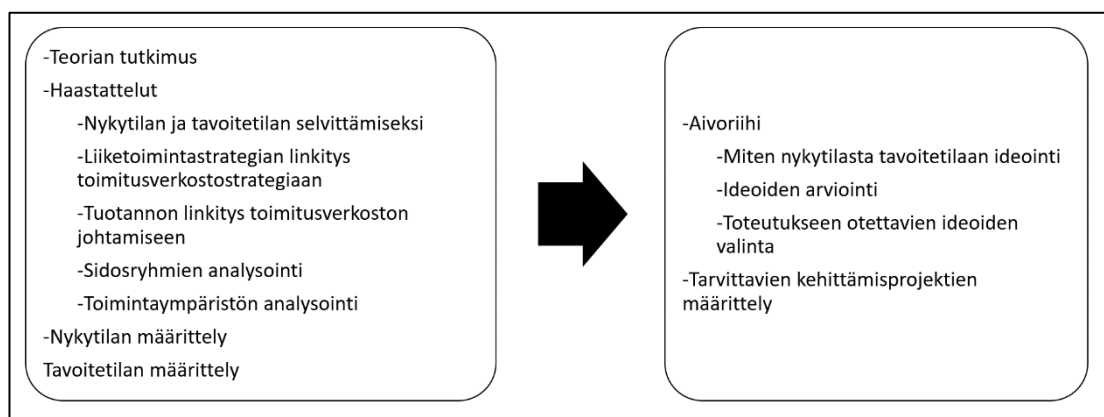 -Teorian tutkimus
-Haastattelut
-Nykytilan ja tavoitetilan selvittämiseksi
-Liiketoimintastrategian linkitys
toimitusverkostostrategiaan
-Tuotannon linkitys toimitusverkoston
johtamiseen
-Sidosryhmien analysointi
-Toimintaympäristön analysointi
-Nykytilan määrittely
Tavoitetilan määrittely
-Aivoriihi
-Miten nykytilasta tavoitetilaan ideointi
-Ideoiden arviointi
-Toteutukseen otettavien ideoiden
valinta
-Tarvittavien kehittämisprojektien
määrittely